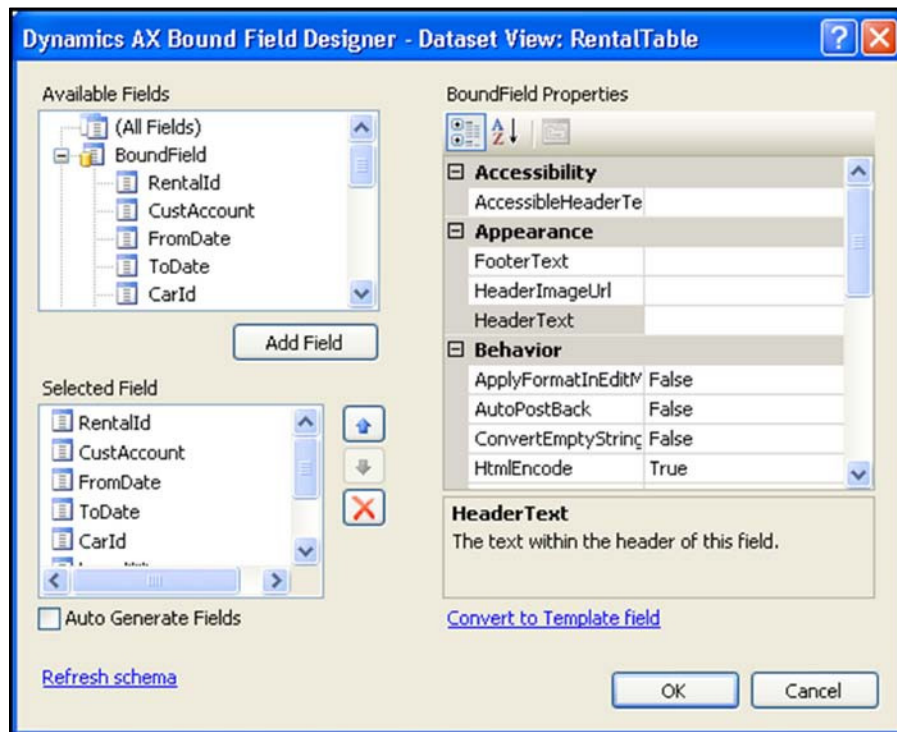 Dynamics AX Bound Field Designer - Dataset View: RentalTable
Available Fields
(All Fields)
BoundField
RentalId
CustAccount
FromDate
ToDate
CarId
Add Field
Selected Field
RentalId
CustAccount
FromDate
ToDate
CarId
Auto Generate Fields
Refresh schema
BoundField Properties
Accessibility
AccessibleHeaderTe
Appearance
FooterText
HeaderImageUrl
HeaderText
Behavior
ApplyFormatInEditM False
AutoPostBack False
ConvertEmptyString False
HtmlEncode True
HeaderText
The text within the header of this field.
Convert to Template field
OK
Cancel